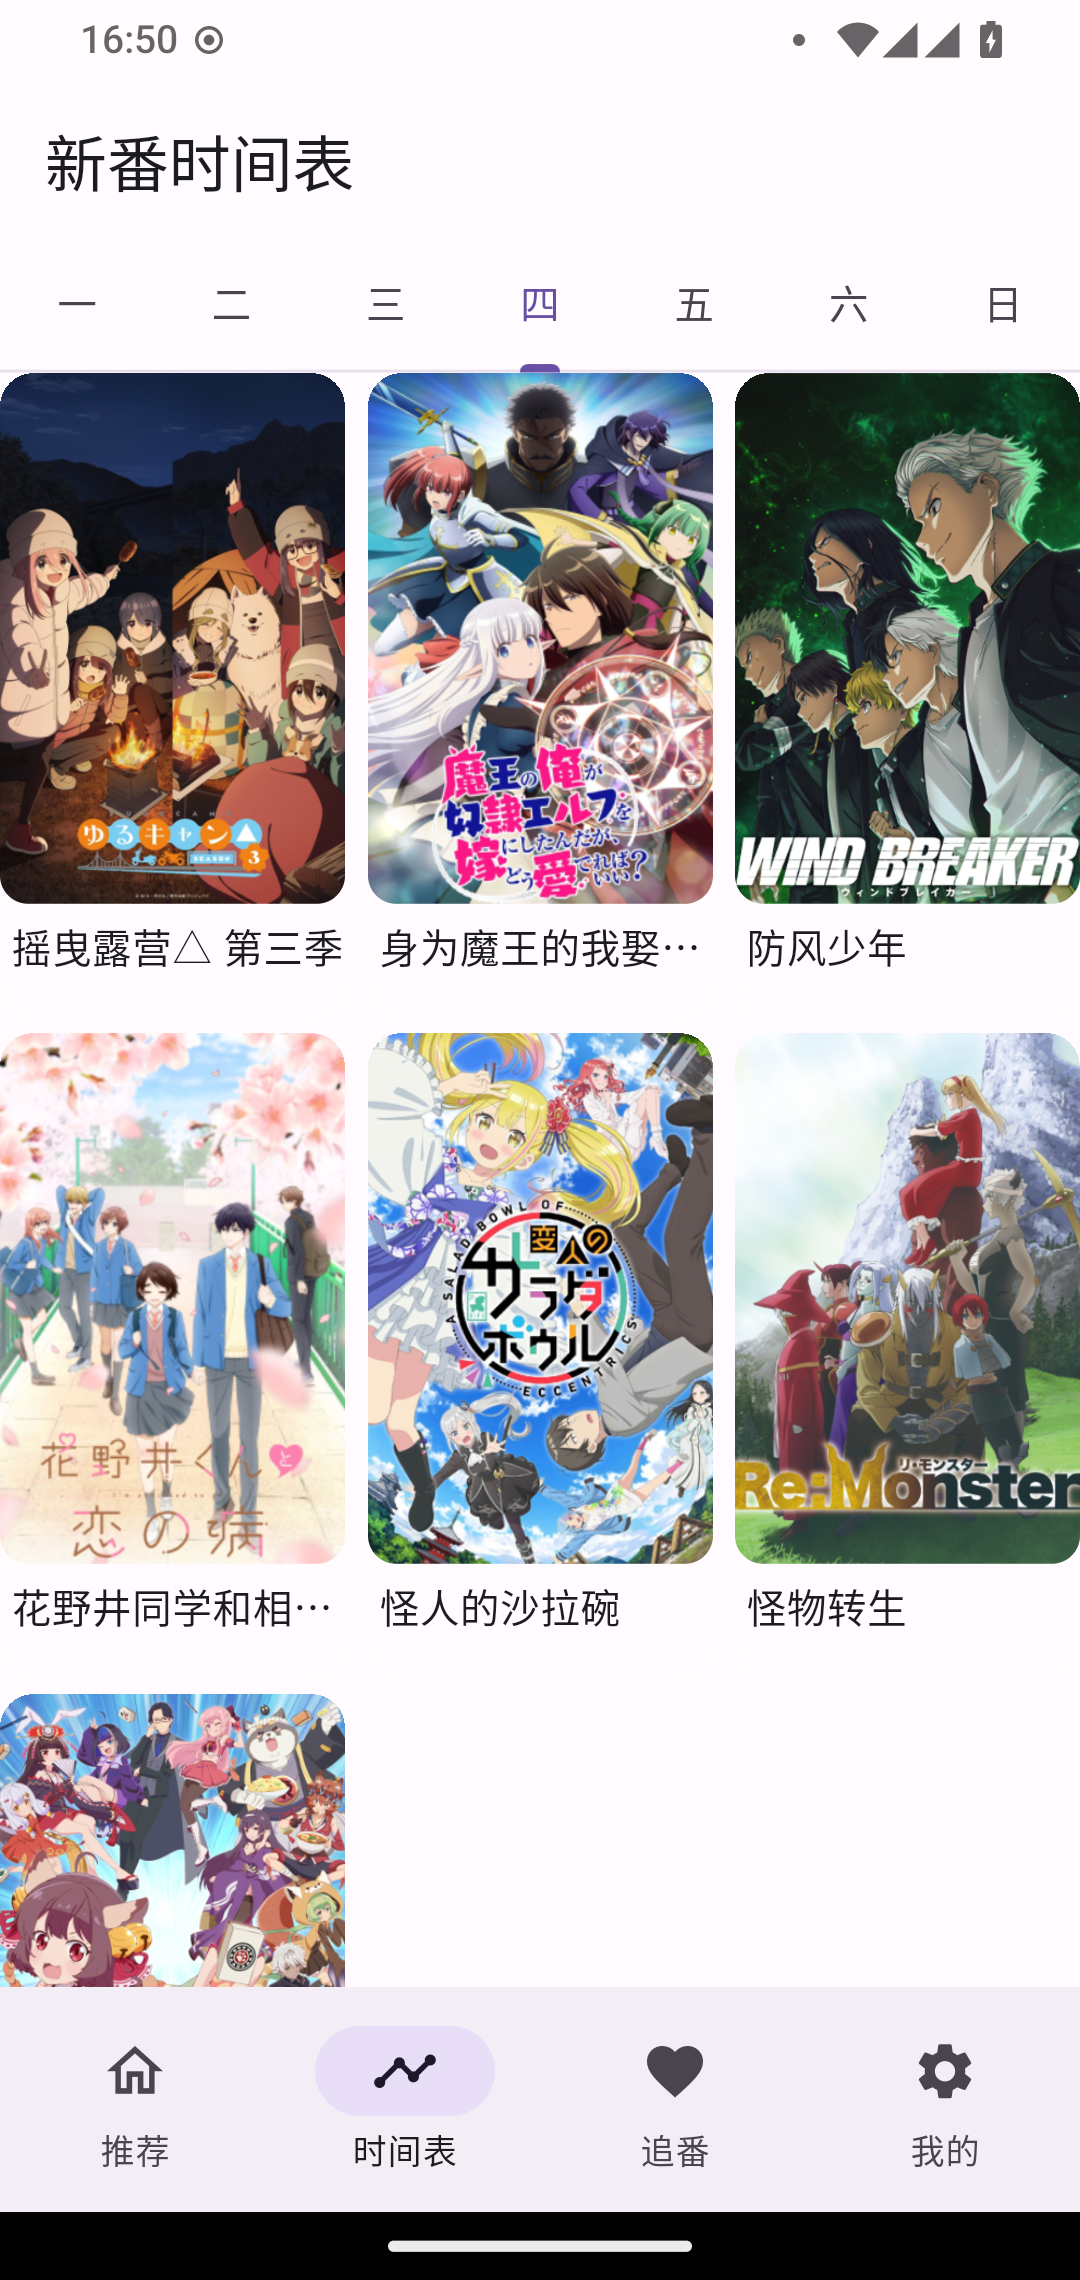 16:50
新番时间表
一 二 三 四 五 六 日
ゆるキャン△
SEASON 3
魔王の俺が
奴隷エルフを
嫁にしたんだが、
どう愛でればいい?
WIND BREAKER
ウィンドブレイカー
摇曳露营△ 第三季
身为魔王的我娶…
防风少年
花野井くんと
恋の病
A SALAD BOWL OF
変人の
サラダ
ボウル
ECCENTRICS
リ・モンスター
Re:Monster
花野井同学和相…
怪人的沙拉碗
怪物转生
推荐 时间表 追番 我的